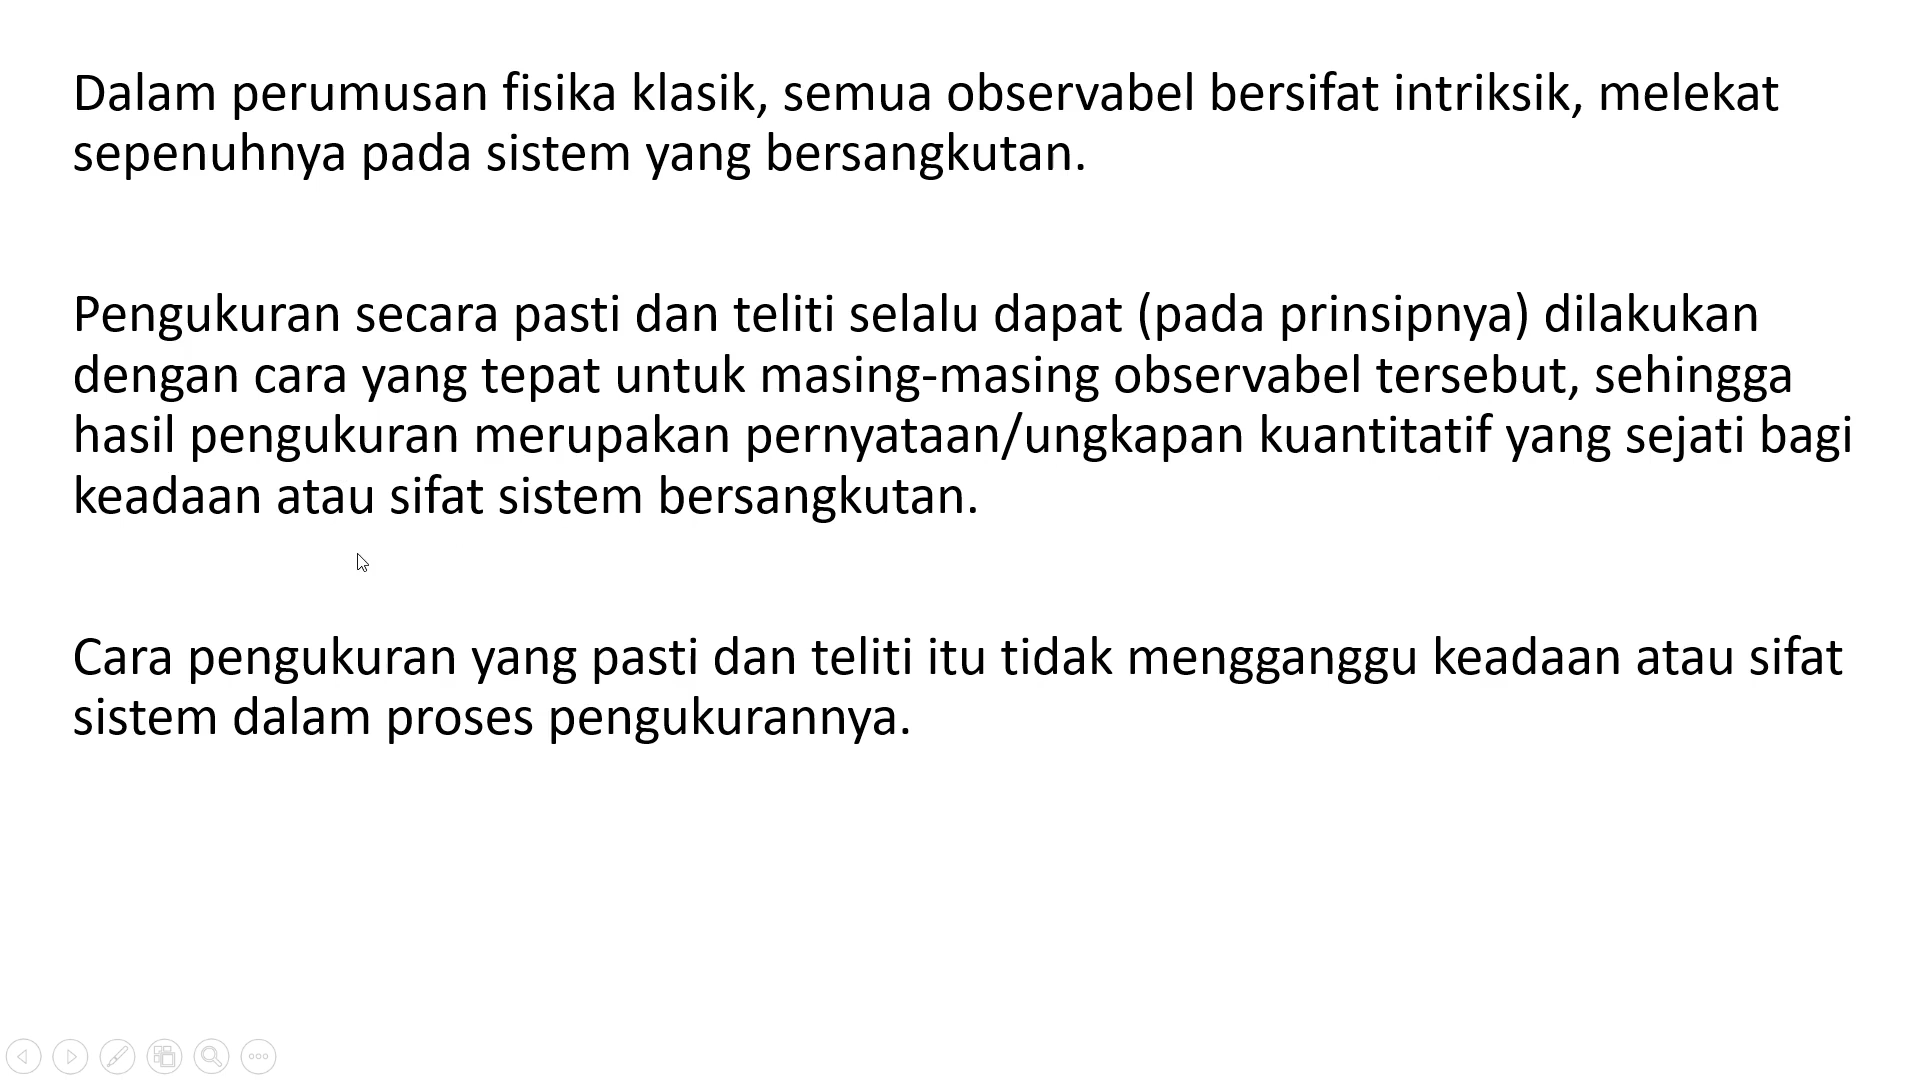 Dalam perumusan fisika klasik, semua observabel bersifat intriksik, melekat
sepenuhnya pada sistem yang bersangkutan.
Pengukuran secara pasti dan teliti selalu dapat (pada prinsipnya) dilakukan
dengan cara yang tepat untuk masing-masing observabel tersebut, sehingga
hasil pengukuran merupakan pernyataan/ungkapan kuantitatif yang sejati bagi
keadaan atau sifat sistem bersangkutan.
Cara pengukuran yang pasti dan teliti itu tidak mengganggu keadaan atau sifat
sistem dalam proses pengukurannya.